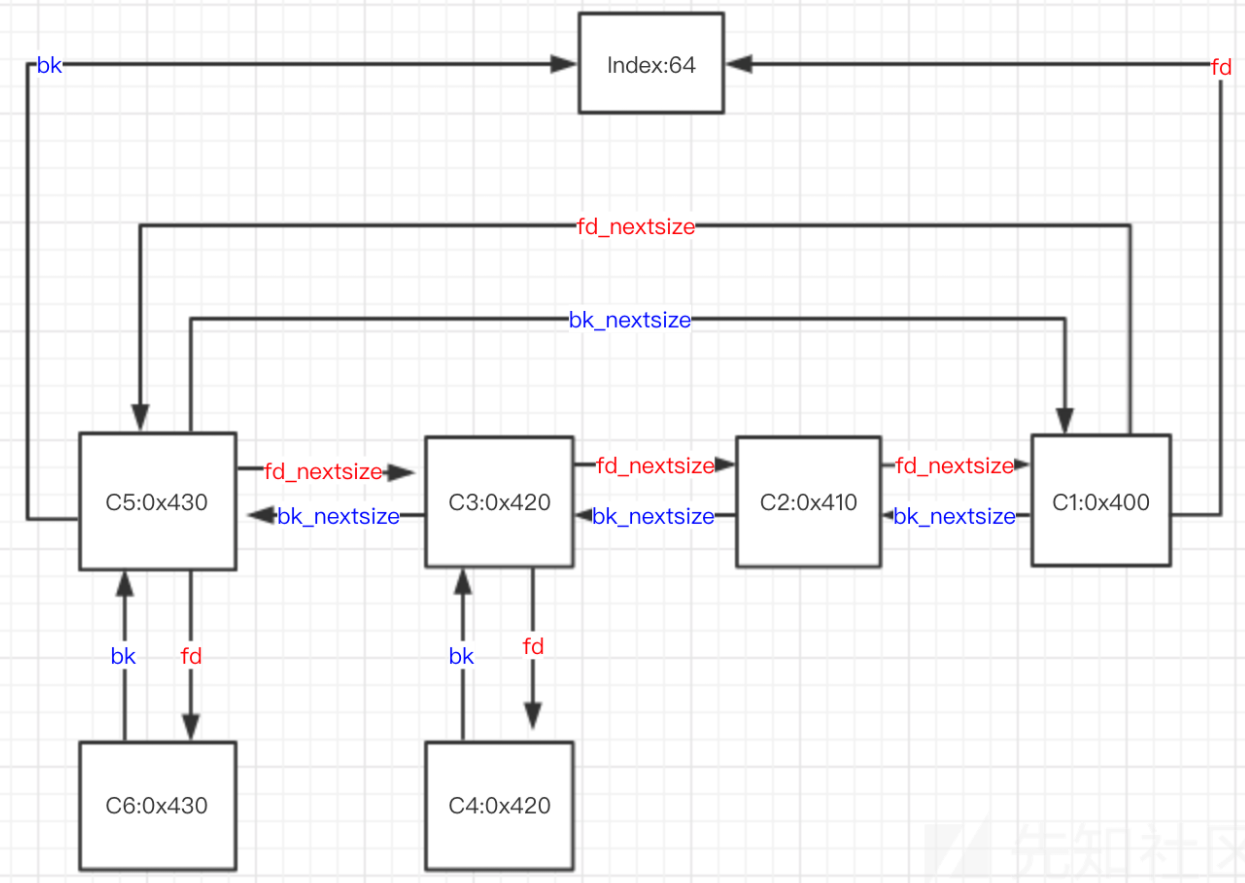 Index:64
bk
fd
fd_nextsize
bk_nextsize
C5:0x430
fd_nextsize
bk_nextsize
C3:0x420
fd_nextsize
bk_nextsize
C2:0x410
fd_nextsize
bk_nextsize
C1:0x400
bk
fd
bk
fd
C6:0x430
C4:0x420
先知社区